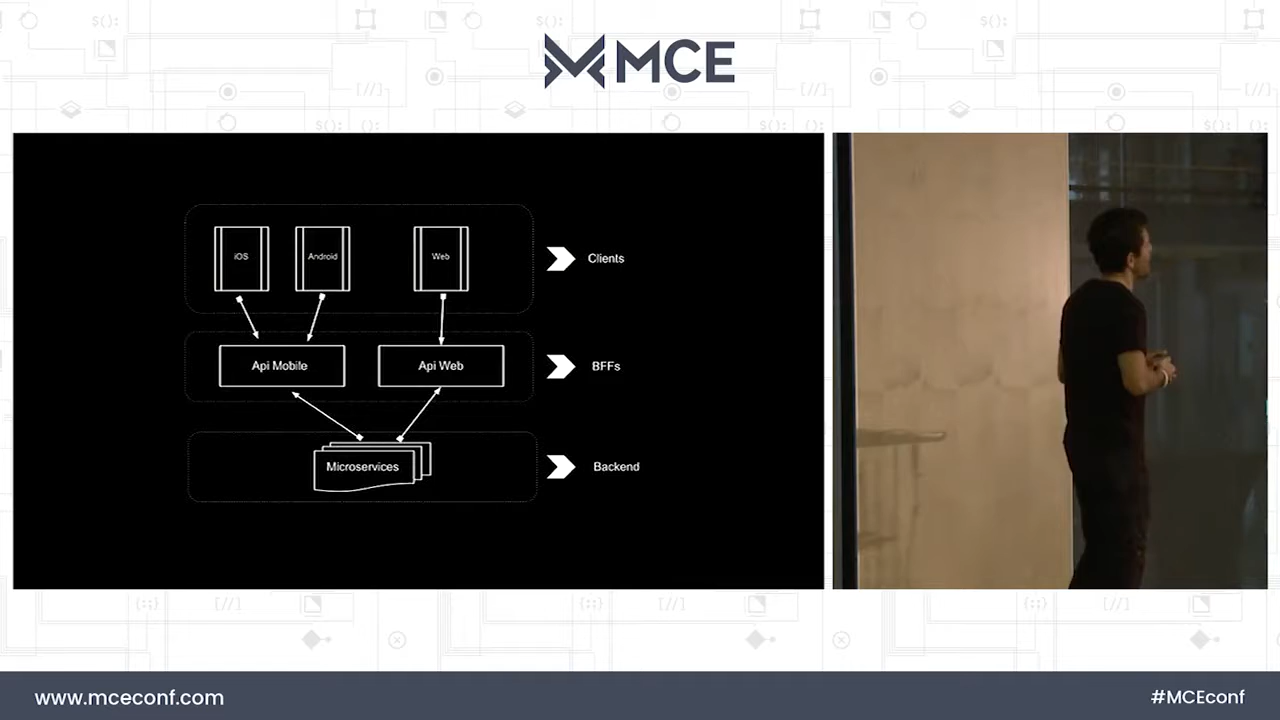 MCE
iOS
Android
Web
Clients
Api Mobile
Api Web
BFFs
Microservices
Backend
www.mceconf.com
#MCEconf